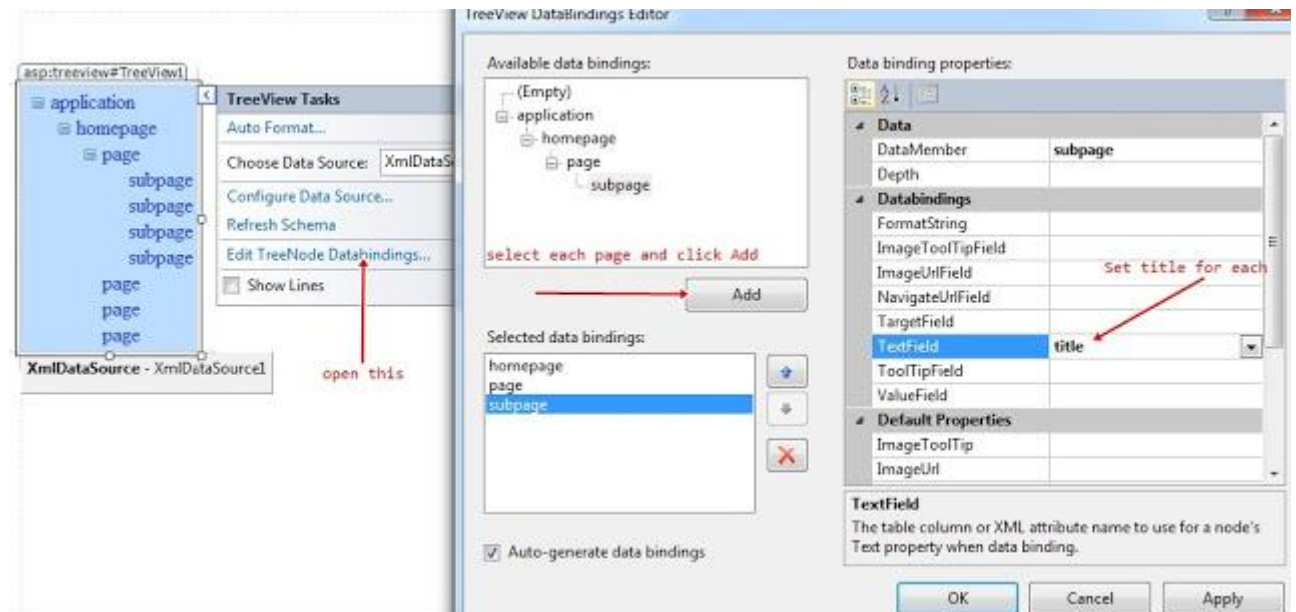 TreeView DataBindings Editor
asp:treeview#TreeView1
application
homepage
page
subpage
subpage
subpage
subpage
page
page
page
XmlDataSource - XmlDataSource1
TreeView Tasks
Auto Format...
Choose Data Source: XmlDataS
Configure Data Source...
Refresh Schema
Edit TreeNode Databindings...
Show Lines
open this
Available data bindings:
(Empty)
application
homepage
page
subpage
select each page and click Add
Add
Selected data bindings:
homepage
page
subpage
Auto-generate data bindings
Data binding properties:
Data
DataMember subpage
Depth
Databindings
FormatString
ImageToolTipField
ImageUrlField
Set title for each
NavigateUrlField
TargetField
TextField title
ToolTipField
ValueField
Default Properties
ImageToolTip
ImageUrl
TextField
The table column or XML attribute name to use for a node's
Text property when data binding.
OK Cancel Apply